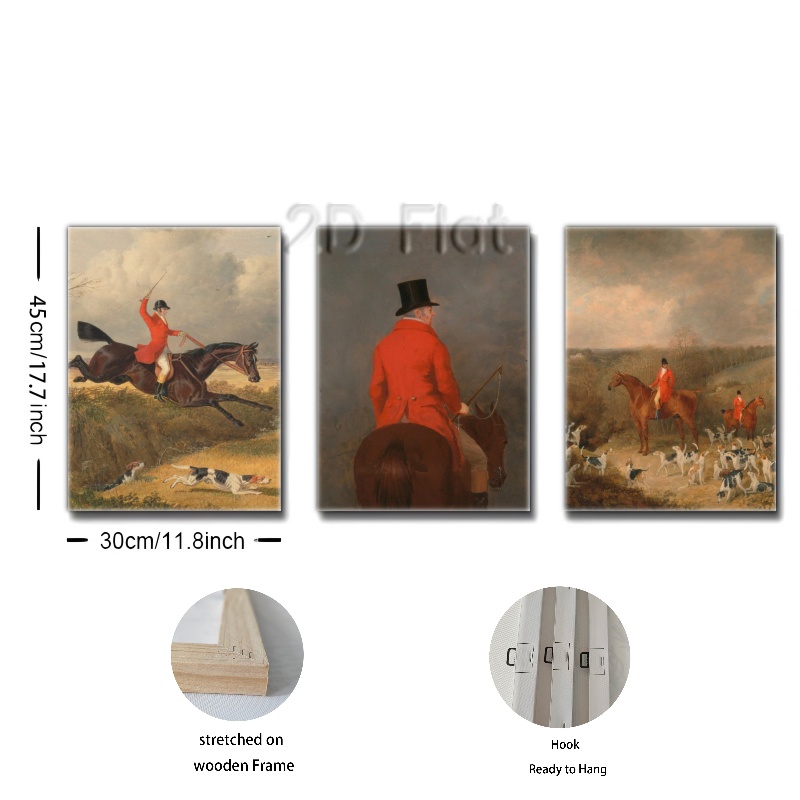 2D Flat
45cm/17.7inch
30cm/11.8inch
stretched on
wooden Frame
Hook
Ready to Hang